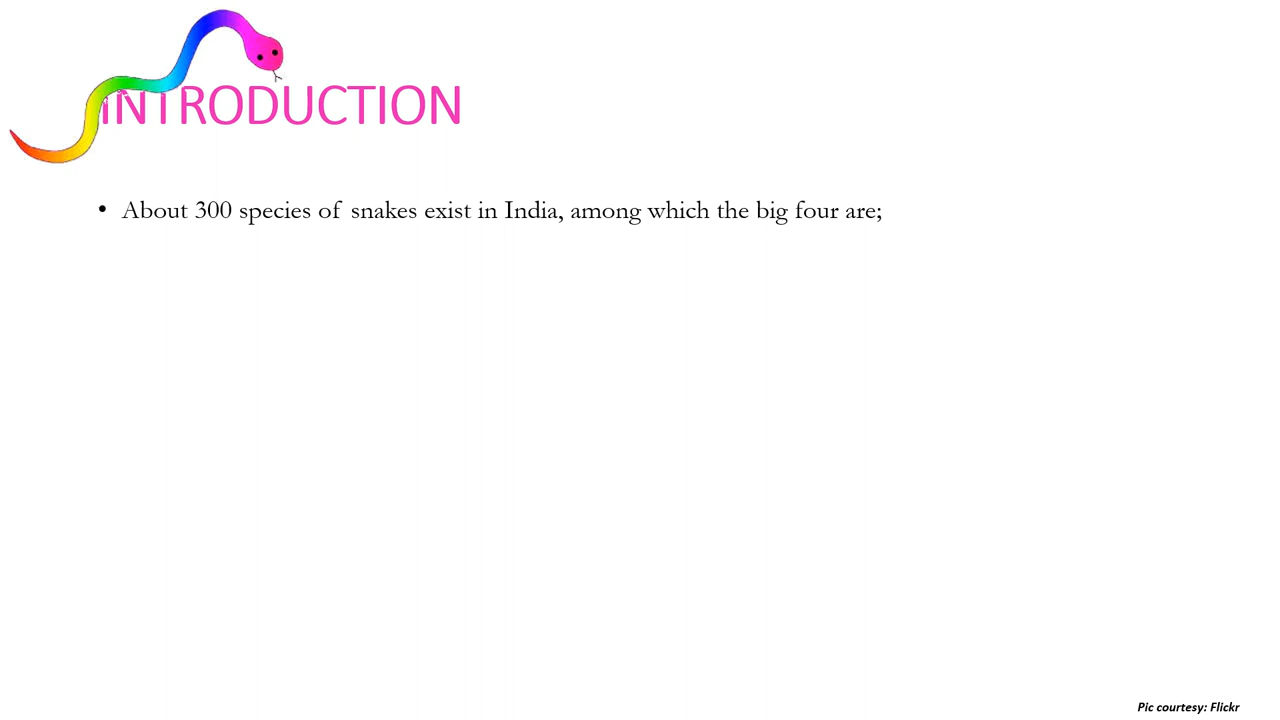 INTRODUCTION
• About 300 species of snakes exist in India, among which the big four are;
Pic courtesy: Flickr